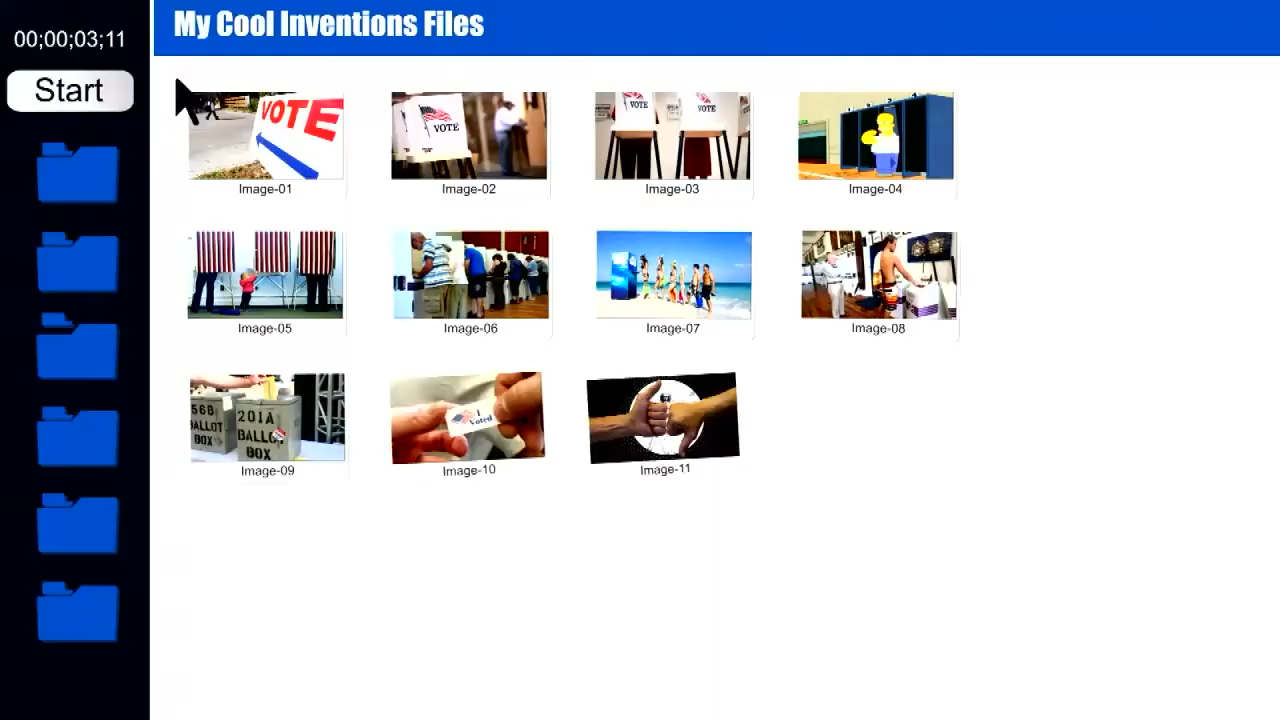 My Cool Inventions Files
00;00;03;11
Start
VOTE
VOTE
VOTE
VOTE
Image-01
Image-02
Image-03
Image-04
Image-05
Image-06
Image-07
Image-08
56B
BALLOT
BOX
201A
BALLOT
BOX
I
Voted
Image-09
Image-10
Image-11